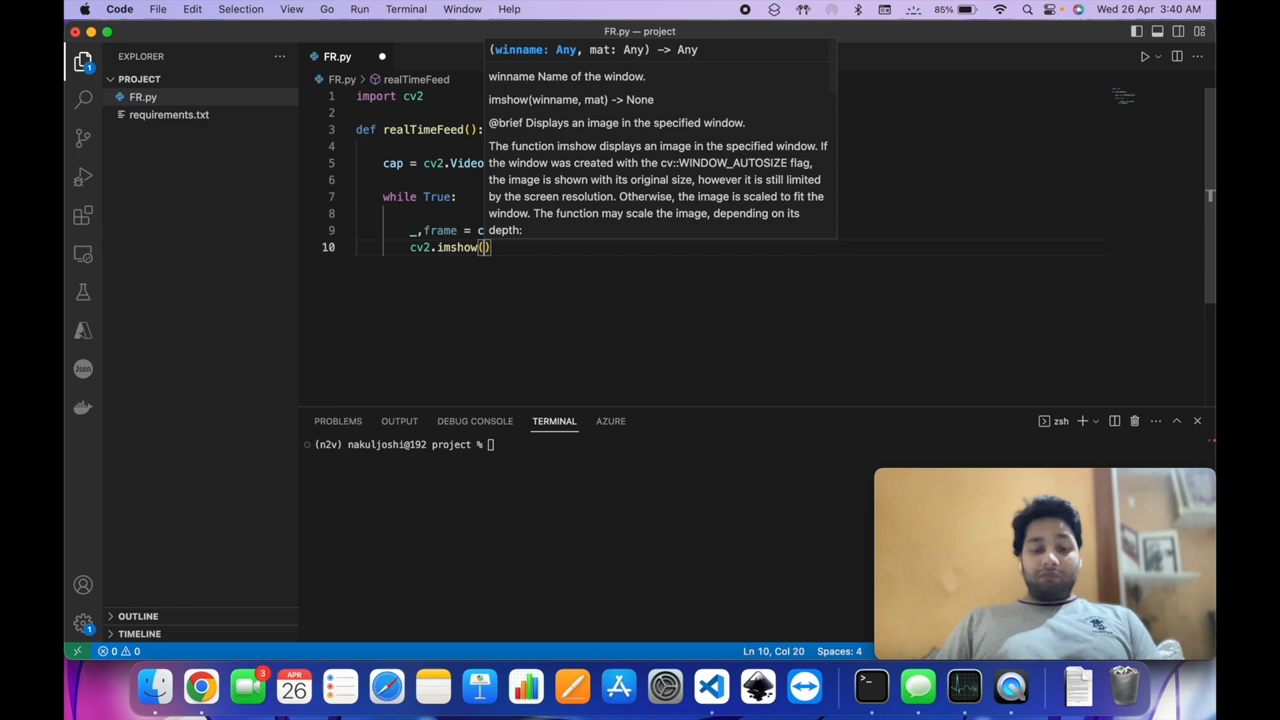 Code File Edit Selection View Go Run Terminal Window Help 85% Wed 26 Apr 3:40 AM
FR.py — project
EXPLORER
PROJECT
FR.py
requirements.txt
OUTLINE
TIMELINE
1
1
FR.py
FR.py > realTimeFeed
1 import cv2
2
3 def realTimeFeed():
4
5 cap = cv2.Video
6
7 while True:
8
9 _,frame = c
10 cv2.imshow()
(winname: Any, mat: Any) -> Any
winname Name of the window.
imshow(winname, mat) -> None
@brief Displays an image in the specified window.
The function imshow displays an image in the specified window. If
the window was created with the cv::WINDOW_AUTOSIZE flag,
the image is shown with its original size, however it is still limited
by the screen resolution. Otherwise, the image is scaled to fit the
window. The function may scale the image, depending on its
depth:
PROBLEMS OUTPUT DEBUG CONSOLE TERMINAL AZURE
zsh
(n2v) nakuljoshi@192 project %
Json
0 0
Ln 10, Col 20 Spaces: 4
3
APR
26